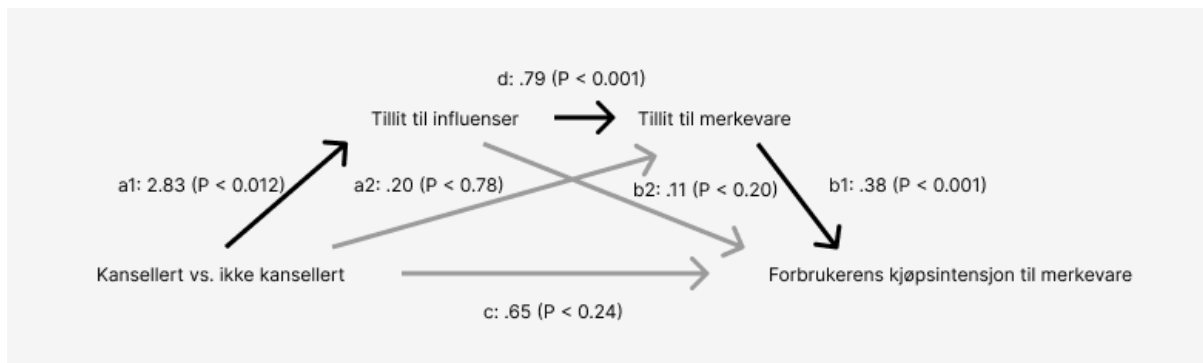 d: .79 (P < 0.001)
Tillit til influenser
Tillit til merkevare
a1: 2.83 (P < 0.012)
a2: .20 (P < 0.78)
b2: .11 (P < 0.20)
b1: .38 (P < 0.001)
Kansellert vs. ikke kansellert
Forbrukerens kjøpsintensjon til merkevare
c: .65 (P < 0.24)